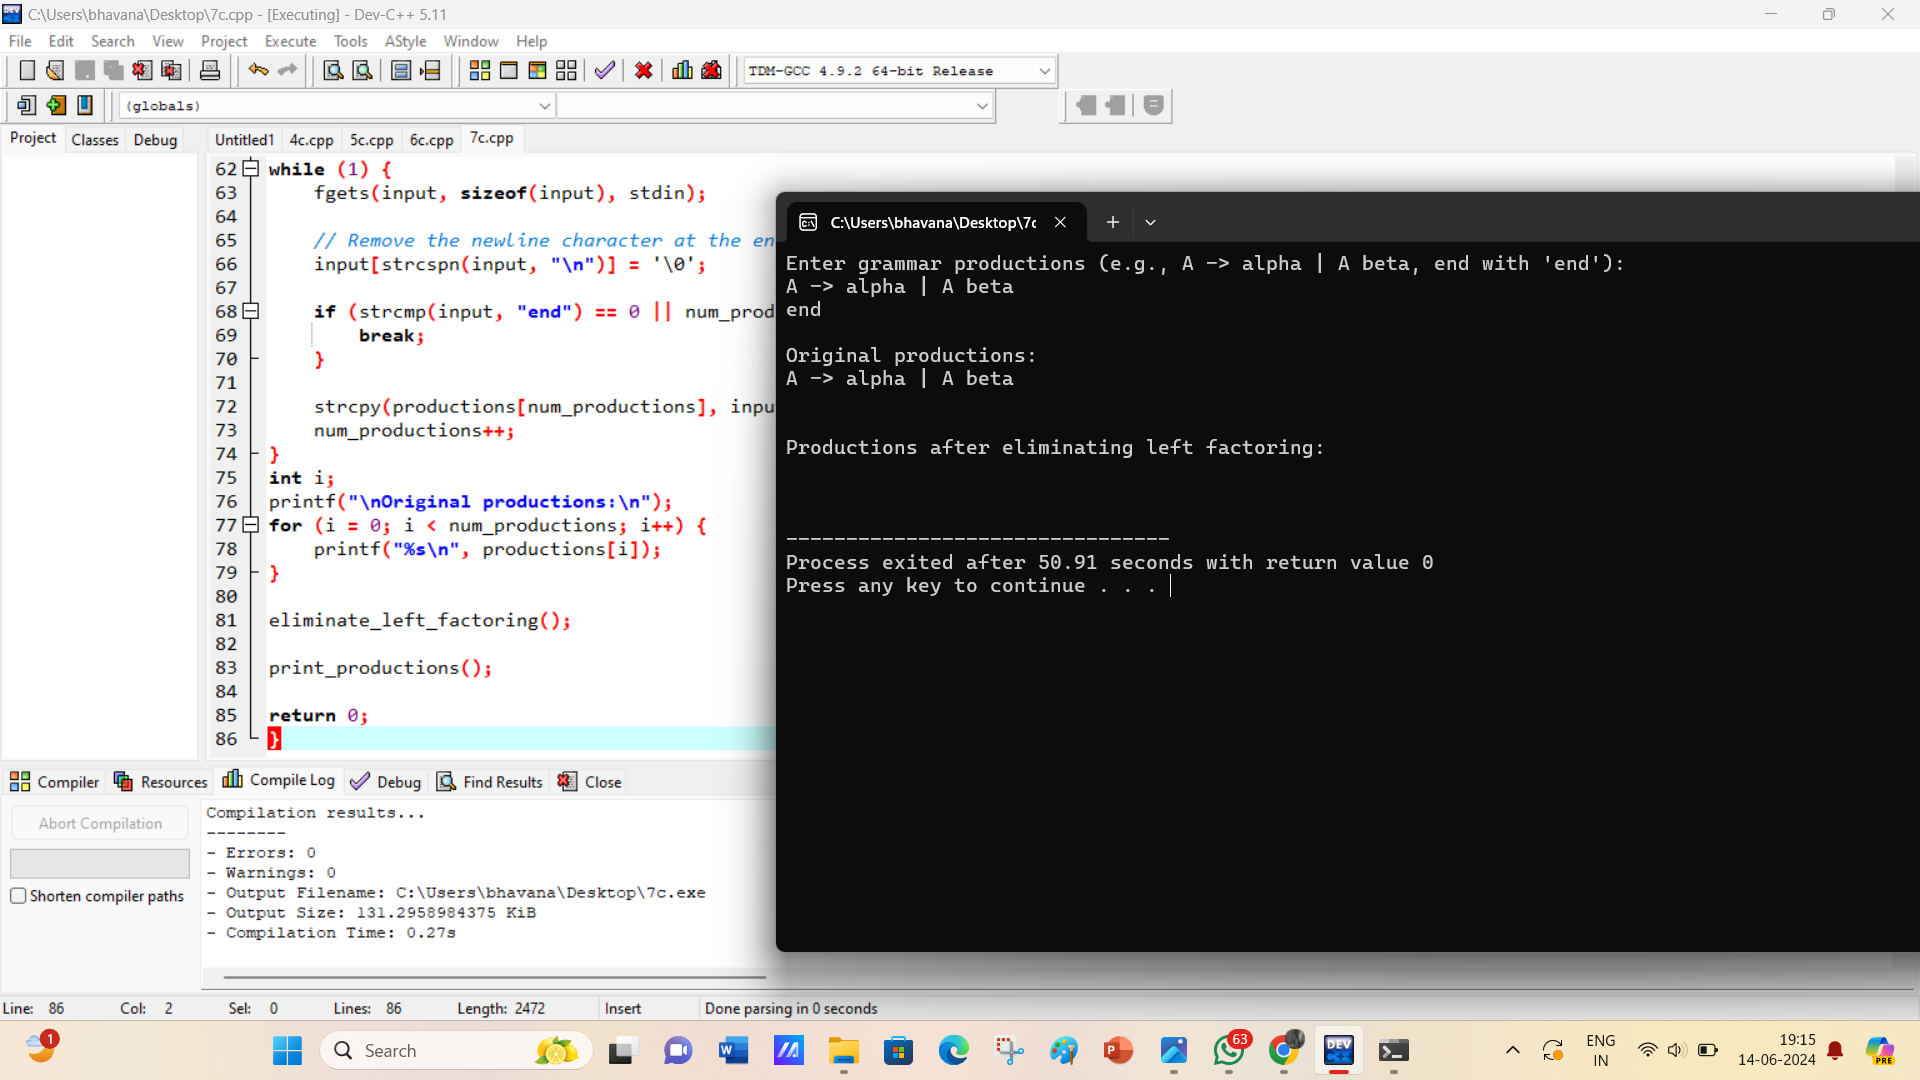 C:\Users\bhavana\Desktop\7c.cpp - [Executing] - Dev-C++ 5.11
File Edit Search View Project Execute Tools AStyle Window Help
TDM-GCC 4.9.2 64-bit Release
(globals)
Project Classes Debug
Untitled1 4c.cpp 5c.cpp 6c.cpp 7c.cpp
62 while (1) {
63 fgets(input, sizeof(input), stdin);
64
65 // Remove the newline character at the en
66 input[strcspn(input, "\n")] = '\0';
67
68 if (strcmp(input, "end") == 0 || num_prod
69 break;
70 }
71
72 strcpy(productions[num_productions], inpu
73 num_productions++;
74 }
75 int i;
76 printf("\nOriginal productions:\n");
77 for (i = 0; i < num_productions; i++) {
78 printf("%s\n", productions[i]);
79 }
80
81 eliminate_left_factoring();
82
83 print_productions();
84
85 return 0;
86 }
C:\Users\bhavana\Desktop\7c
Enter grammar productions (e.g., A -> alpha | A beta, end with 'end'):
A -> alpha | A beta
end
Original productions:
A -> alpha | A beta
Productions after eliminating left factoring:
--------------------------------
Process exited after 50.91 seconds with return value 0
Press any key to continue . . .
Compiler Resources Compile Log Debug Find Results Close
Abort Compilation
Shorten compiler paths
Compilation results...
--------
- Errors: 0
- Warnings: 0
- Output Filename: C:\Users\bhavana\Desktop\7c.exe
- Output Size: 131.2958984375 KiB
- Compilation Time: 0.27s
Line: 86 Col: 2 Sel: 0 Lines: 86 Length: 2472 Insert Done parsing in 0 seconds
1
Search
63
DEV
C++
PRE
ENG
IN
19:15
14-06-2024